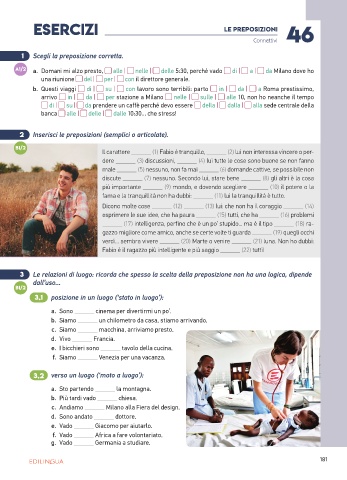 ESERCIZI
LE PREPOSIZIONI
Connettivi
46
1 Scegli la preposizione corretta.
A1/2
a. Domani mi alzo presto, □ alle □ nelle □ delle 5:30, perché vado □ di □ a □ da Milano dove ho
una riunione □ del □ per □ con il direttore generale.
b. Questi viaggi □ di □ su □ con lavoro sono terribili: parto □ in □ da □ a Roma prestissimo,
arrivo □ in □ da □ per stazione a Milano □ nelle □ sulle □ alle 10, non ho neanche il tempo
□ di □ su □ da prendere un caffè perché devo essere □ della □ dalla □ alla sede centrale della
banca □ alle □ delle □ dalle 10:30... che stress!
2 Inserisci le preposizioni (semplici o articolate).
B1/2
Il carattere ______ (1) Fabio è tranquillo, ______ (2) lui non interessa vincere o per-
dere ______ (3) discussioni, ______ (4) lui tutte le cose sono buone se non fanno
male ______ (5) nessuno, non fa mai ______ (6) domande cattive, se possibile non
discute ______ (7) nessuno. Secondo lui, stare bene ______ (8) gli altri è la cosa
più importante ______ (9) mondo, e dovendo scegliere ______ (10) il potere o la
fama e la tranquillità non ha dubbi: ______ (11) lui la tranquillità è tutto.
Dicono molte cose ______ (12) ______ (13) lui: che non ha il coraggio ______ (14)
esprimere le sue idee, che ha paura ______ (15) tutti, che ha ______ (16) problemi
______ (17) intelligenza, perfino che è un po' stupido... ma è il tipo ______ (18) ra-
gazzo migliore come amico, anche se certe volte ti guarda ______ (19) quegli occhi
verdi... sembra vivere ______ (20) Marte o venire ______ (21) luna. Non ho dubbi:
Fabio è il ragazzo più intelligente e più saggio ______ (22) tutti!
3 Le relazioni di luogo: ricorda che spesso la scelta della preposizione non ha una logica, dipende
dall'uso...
B1/2
3.1 posizione in un luogo ('stato in luogo'):
a. Sono ______ cinema per divertirmi un po'.
b. Siamo ______ un chilometro da casa, stiamo arrivando.
c. Siamo ______ macchina, arriviamo presto.
d. Vivo ______ Francia.
e. I bicchieri sono ______ tavolo della cucina.
f. Siamo ______ Venezia per una vacanza.
3.2 verso un luogo ('moto a luogo'):
a. Sto partendo ______ la montagna.
b. Più tardi vado ______ chiesa.
c. Andiamo ______ Milano alla Fiera del design.
d. Sono andato ______ dottore.
e. Vado ______ Giacomo per aiutarlo.
f. Vado ______ Africa a fare volontariato.
g. Vado ______ Germania a studiare.
EDILINGUA
181